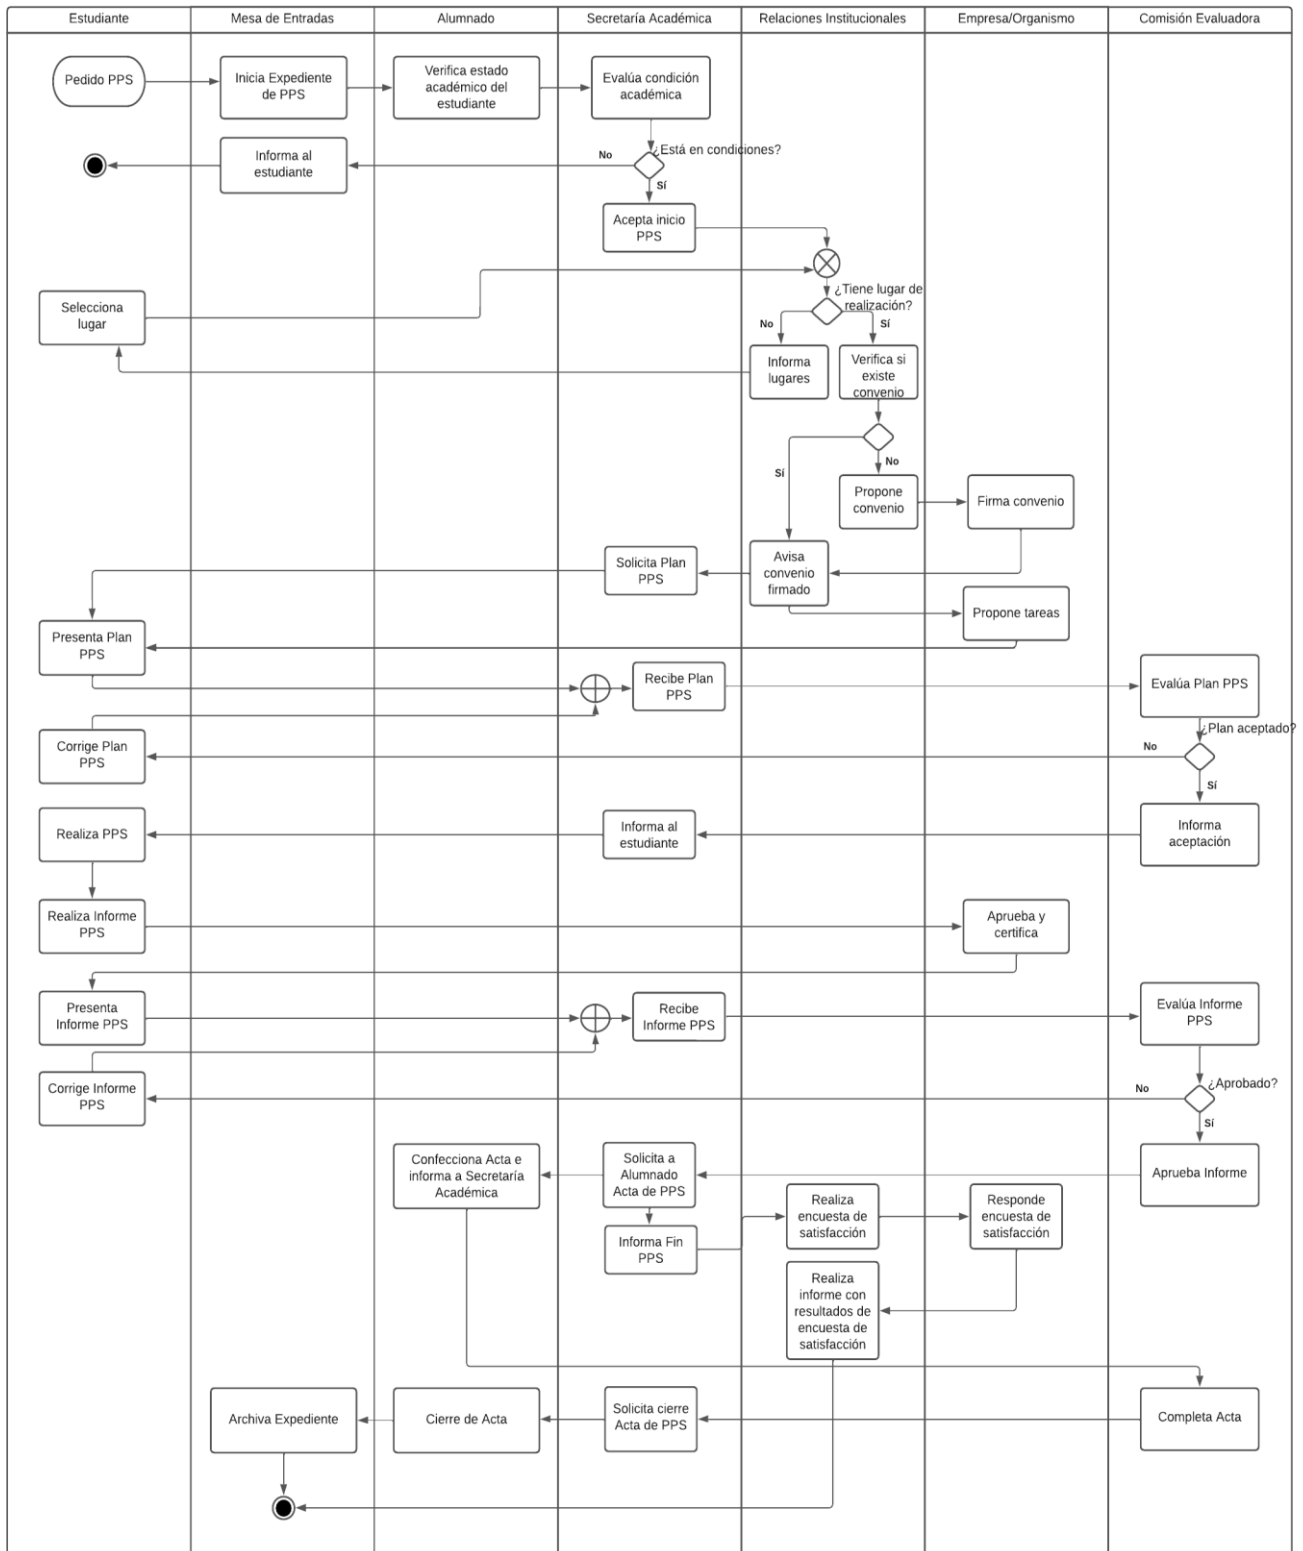 Estudiante
Mesa de Entradas
Alumnado
Secretaría Académica
Relaciones Institucionales
Empresa/Organismo
Comisión Evaluadora
Pedido PPS
Inicia Expediente
de PPS
Verifica estado
académico del
estudiante
Evalúa condición
académica
¿Está en condiciones?
No
Informa al
estudiante
Sí
Acepta inicio
PPS
¿Tiene lugar de
realización?
Selecciona
lugar
No
Sí
Informa
lugares
Verifica si
existe
convenio
Sí
No
Propone
convenio
Firma convenio
Avisa
convenio
firmado
Solicita Plan
PPS
Propone tareas
Presenta Plan
PPS
Recibe Plan
PPS
Evalúa Plan PPS
¿Plan aceptado?
No
Corrige Plan
PPS
Sí
Informa
aceptación
Informa al
estudiante
Realiza PPS
Realiza Informe
PPS
Aprueba y
certifica
Presenta
Informe PPS
Recibe
Informe PPS
Evalúa Informe
PPS
¿Aprobado?
No
Corrige Informe
PPS
Sí
Aprueba Informe
Solicita a
Alumnado
Acta de PPS
Confecciona Acta e
informa a Secretaría
Académica
Informa Fin
PPS
Realiza
encuesta de
satisfacción
Responde
encuesta de
satisfacción
Realiza
informe con
resultados de
encuesta de
satisfacción
Completa Acta
Solicita cierre
Acta de PPS
Cierre de Acta
Archiva Expediente